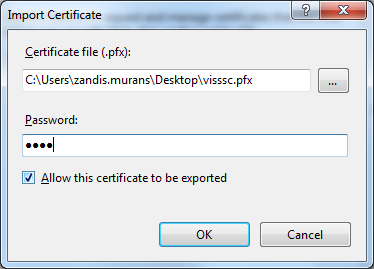 Import Certificate
Certificate file (.pfx):
C:\Users\zandis.murans\Desktop\visssc.pfx
...
Password:
●●●●
Allow this certificate to be exported
OK
Cancel